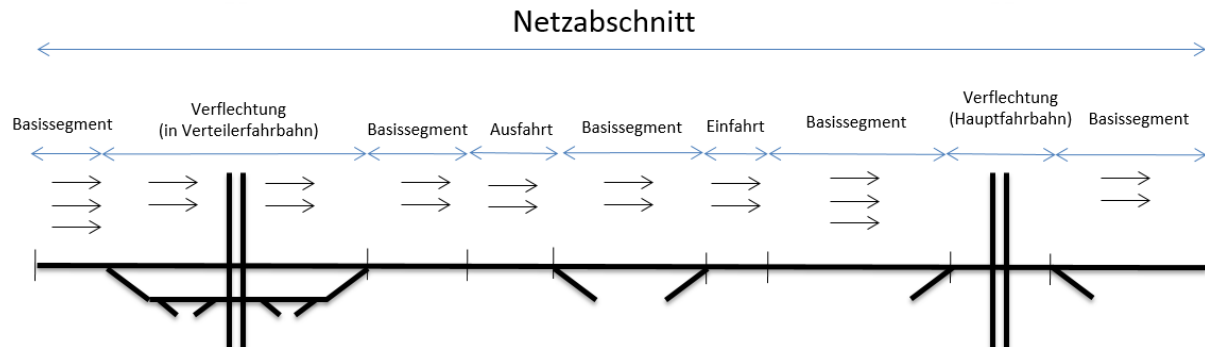 Netzabschnitt
Basissegment
Verflechtung
(in Verteilerfahrbahn)
Basissegment
Ausfahrt
Basissegment
Einfahrt
Basissegment
Verflechtung
(Hauptfahrbahn)
Basissegment